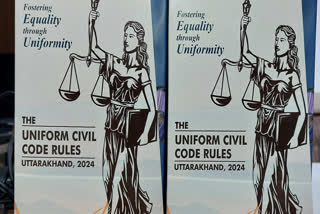 Fostering
Equality
through
Uniformity
THE
UNIFORM CIVIL
CODE RULES
UTTARAKHAND, 2024
Fostering
Equality
through
Uniformity
THE
UNIFORM CIVIL
CODE RULES
UTTARAKHAND, 2024